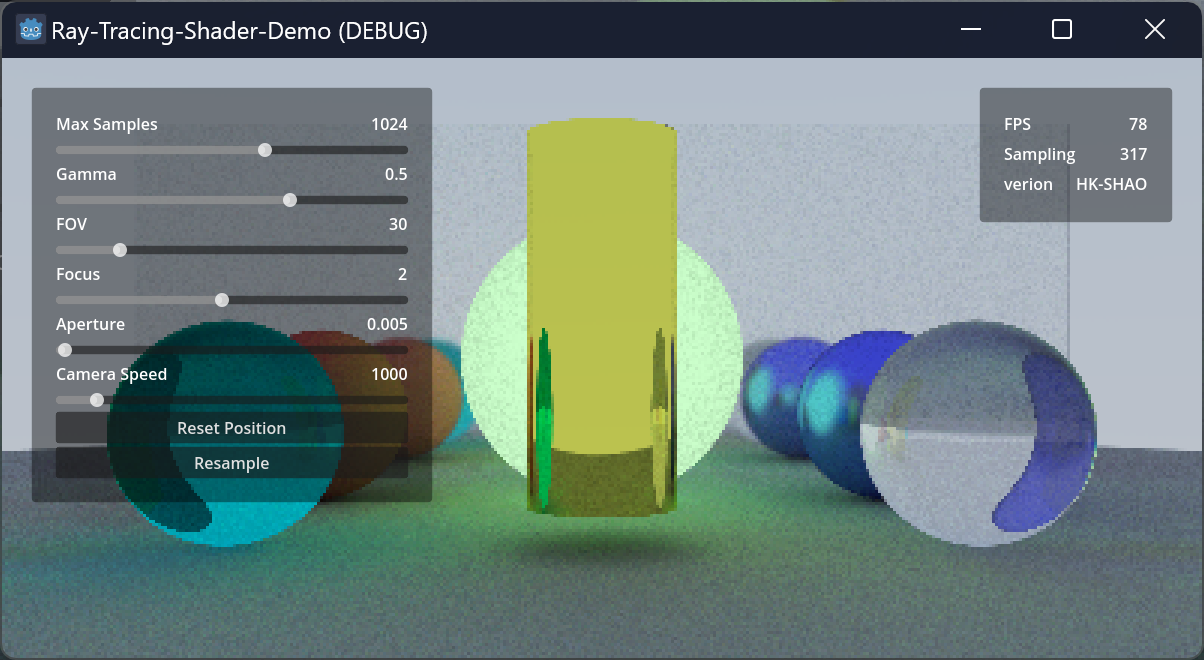 Ray-Tracing-Shader-Demo (DEBUG)
Max Samples 1024
Gamma 0.5
FOV 30
Focus 2
Aperture 0.005
Camera Speed 1000
Reset Position
Resample
FPS 78
Sampling 317
verion HK-SHAO